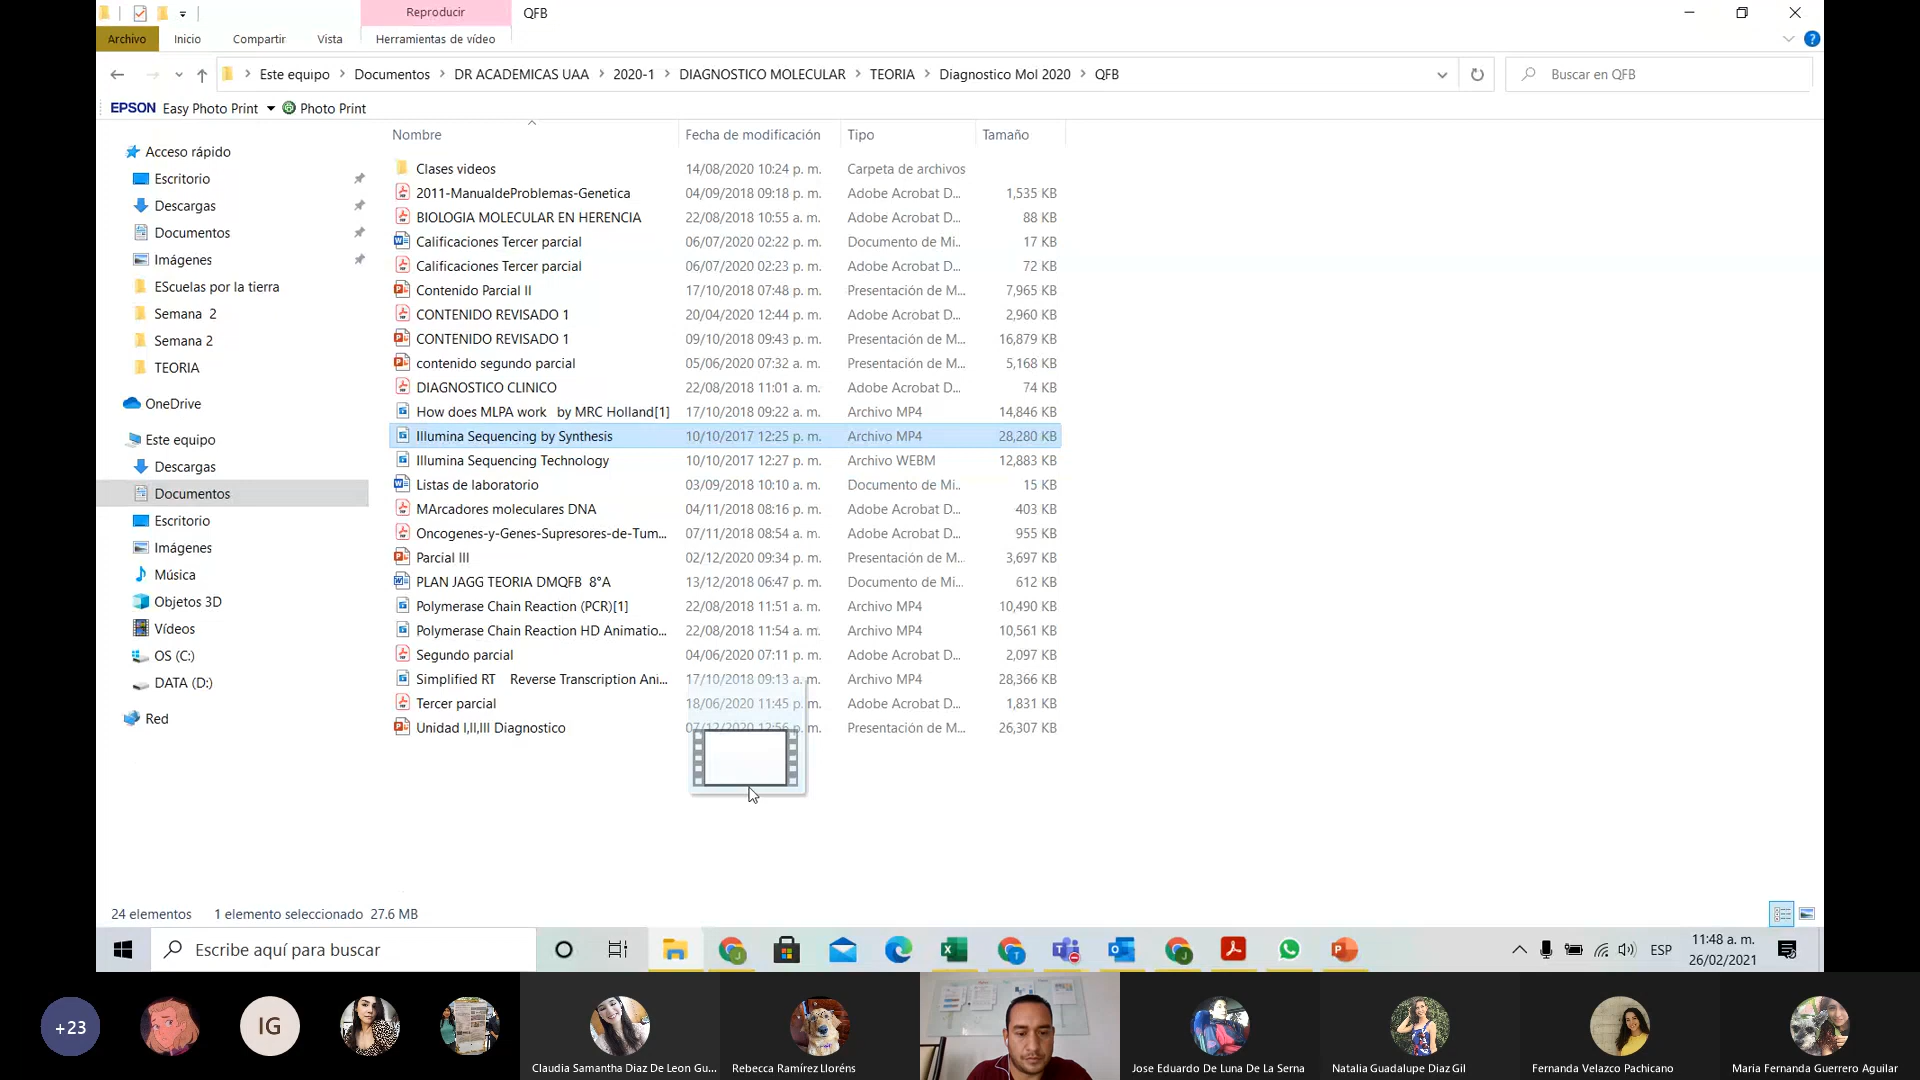 Reproducir
QFB
Archivo
Inicio
Compartir
Vista
Herramientas de vídeo
Este equipo > Documentos > DR ACADEMICAS UAA > 2020-1 > DIAGNOSTICO MOLECULAR > TEORIA > Diagnostico Mol 2020 > QFB
Buscar en QFB
EPSON Easy Photo Print Photo Print
Nombre Fecha de modificación Tipo Tamaño
Acceso rápido
Escritorio
Descargas
Documentos
Imágenes
EScuelas por la tierra
Semana 2
Semana 2
TEORIA
OneDrive
Este equipo
Descargas
Documentos
Escritorio
Imágenes
Música
Objetos 3D
Vídeos
OS (C:)
DATA (D:)
Red
Clases videos 14/08/2020 10:24 p. m. Carpeta de archivos
2011-ManualdeProblemas-Genetica 04/09/2018 09:18 p. m. Adobe Acrobat D... 1,535 KB
BIOLOGIA MOLECULAR EN HERENCIA 22/08/2018 10:55 a. m. Adobe Acrobat D... 88 KB
Calificaciones Tercer parcial 06/07/2020 02:22 p. m. Documento de Mi... 17 KB
Calificaciones Tercer parcial 06/07/2020 02:23 p. m. Adobe Acrobat D... 72 KB
Contenido Parcial II 17/10/2018 07:48 p. m. Presentación de M... 7,965 KB
CONTENIDO REVISADO 1 20/04/2020 12:44 p. m. Adobe Acrobat D... 2,960 KB
CONTENIDO REVISADO 1 09/10/2018 09:43 p. m. Presentación de M... 16,879 KB
contenido segundo parcial 05/06/2020 07:32 a. m. Presentación de M... 5,168 KB
DIAGNOSTICO CLINICO 22/08/2018 11:01 a. m. Adobe Acrobat D... 74 KB
How does MLPA work by MRC Holland[1] 17/10/2018 09:22 a. m. Archivo MP4 14,846 KB
Illumina Sequencing by Synthesis 10/10/2017 12:25 p. m. Archivo MP4 28,280 KB
Illumina Sequencing Technology 10/10/2017 12:27 p. m. Archivo WEBM 12,883 KB
Listas de laboratorio 03/09/2018 10:10 a. m. Documento de Mi... 15 KB
MArcadores moleculares DNA 04/11/2018 08:16 p. m. Adobe Acrobat D... 403 KB
Oncogenes-y-Genes-Supresores-de-Tum... 07/11/2018 08:54 a. m. Adobe Acrobat D... 955 KB
Parcial III 02/12/2020 09:34 p. m. Presentación de M... 3,697 KB
PLAN JAGG TEORIA DMQFB 8°A 13/12/2018 06:47 p. m. Documento de Mi... 612 KB
Polymerase Chain Reaction (PCR)[1] 22/08/2018 11:51 a. m. Archivo MP4 10,490 KB
Polymerase Chain Reaction HD Animatio... 22/08/2018 11:54 a. m. Archivo MP4 10,561 KB
Segundo parcial 04/06/2020 07:11 p. m. Adobe Acrobat D... 2,097 KB
Simplified RT Reverse Transcription Ani... 17/10/2018 09:13 a. m. Archivo MP4 28,366 KB
Tercer parcial 18/06/2020 11:45 p. m. Adobe Acrobat D... 1,831 KB
Unidad I,II,III Diagnostico 07/12/2020 12:56 p. m. Presentación de M... 26,307 KB
24 elementos 1 elemento seleccionado 27.6 MB
Escribe aquí para buscar
ESP
11:48 a. m.
26/02/2021
+23
IG
Claudia Samantha Diaz De Leon Gu...
Rebecca Ramírez Lloréns
Jose Eduardo De Luna De La Serna
Natalia Guadalupe Diaz Gil
Fernanda Velazco Pachicano
Maria Fernanda Guerrero Aguilar